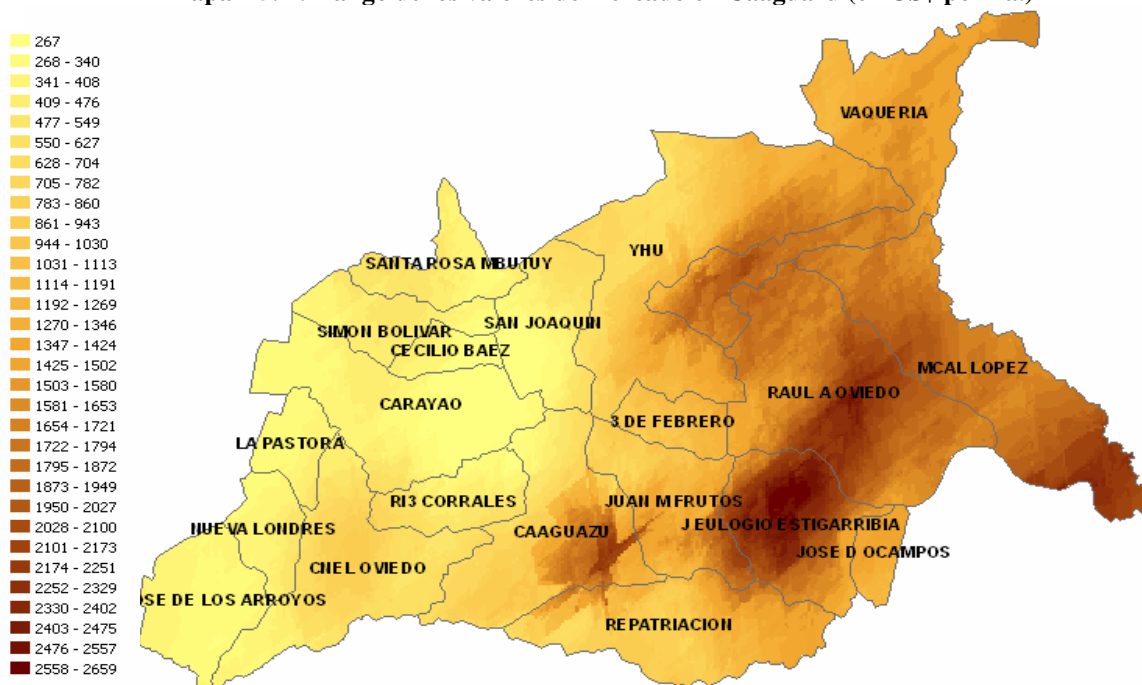 267
268 - 340
341 - 408
409 - 476
477 - 549
550 - 627
628 - 704
705 - 782
783 - 860
861 - 943
944 - 1030
1031 - 1113
1114 - 1191
1192 - 1269
1270 - 1346
1347 - 1424
1425 - 1502
1503 - 1580
1581 - 1653
1654 - 1721
1722 - 1794
1795 - 1872
1873 - 1949
1950 - 2027
2028 - 2100
2101 - 2173
2174 - 2251
2252 - 2329
2330 - 2402
2403 - 2475
2476 - 2557
2558 - 2659
VAQUERIA
YHU
SANTA ROSA MBUTUY
SAN JOAQUIN
SIMON BOLIVAR
CECILIO BAEZ
MCAL LOPEZ
RAUL A OVIEDO
CARAYAO
3 DE FEBRERO
LA PASTORA
RI3 CORRALES
JUAN M FRUTOS
NUEVA LONDRES
CAAGUAZU
J EULOGIO ESTIGARRIBIA
JOSE D OCAMPOS
CNEL OVIEDO
OSE DE LOS ARROYOS
REPATRIACION